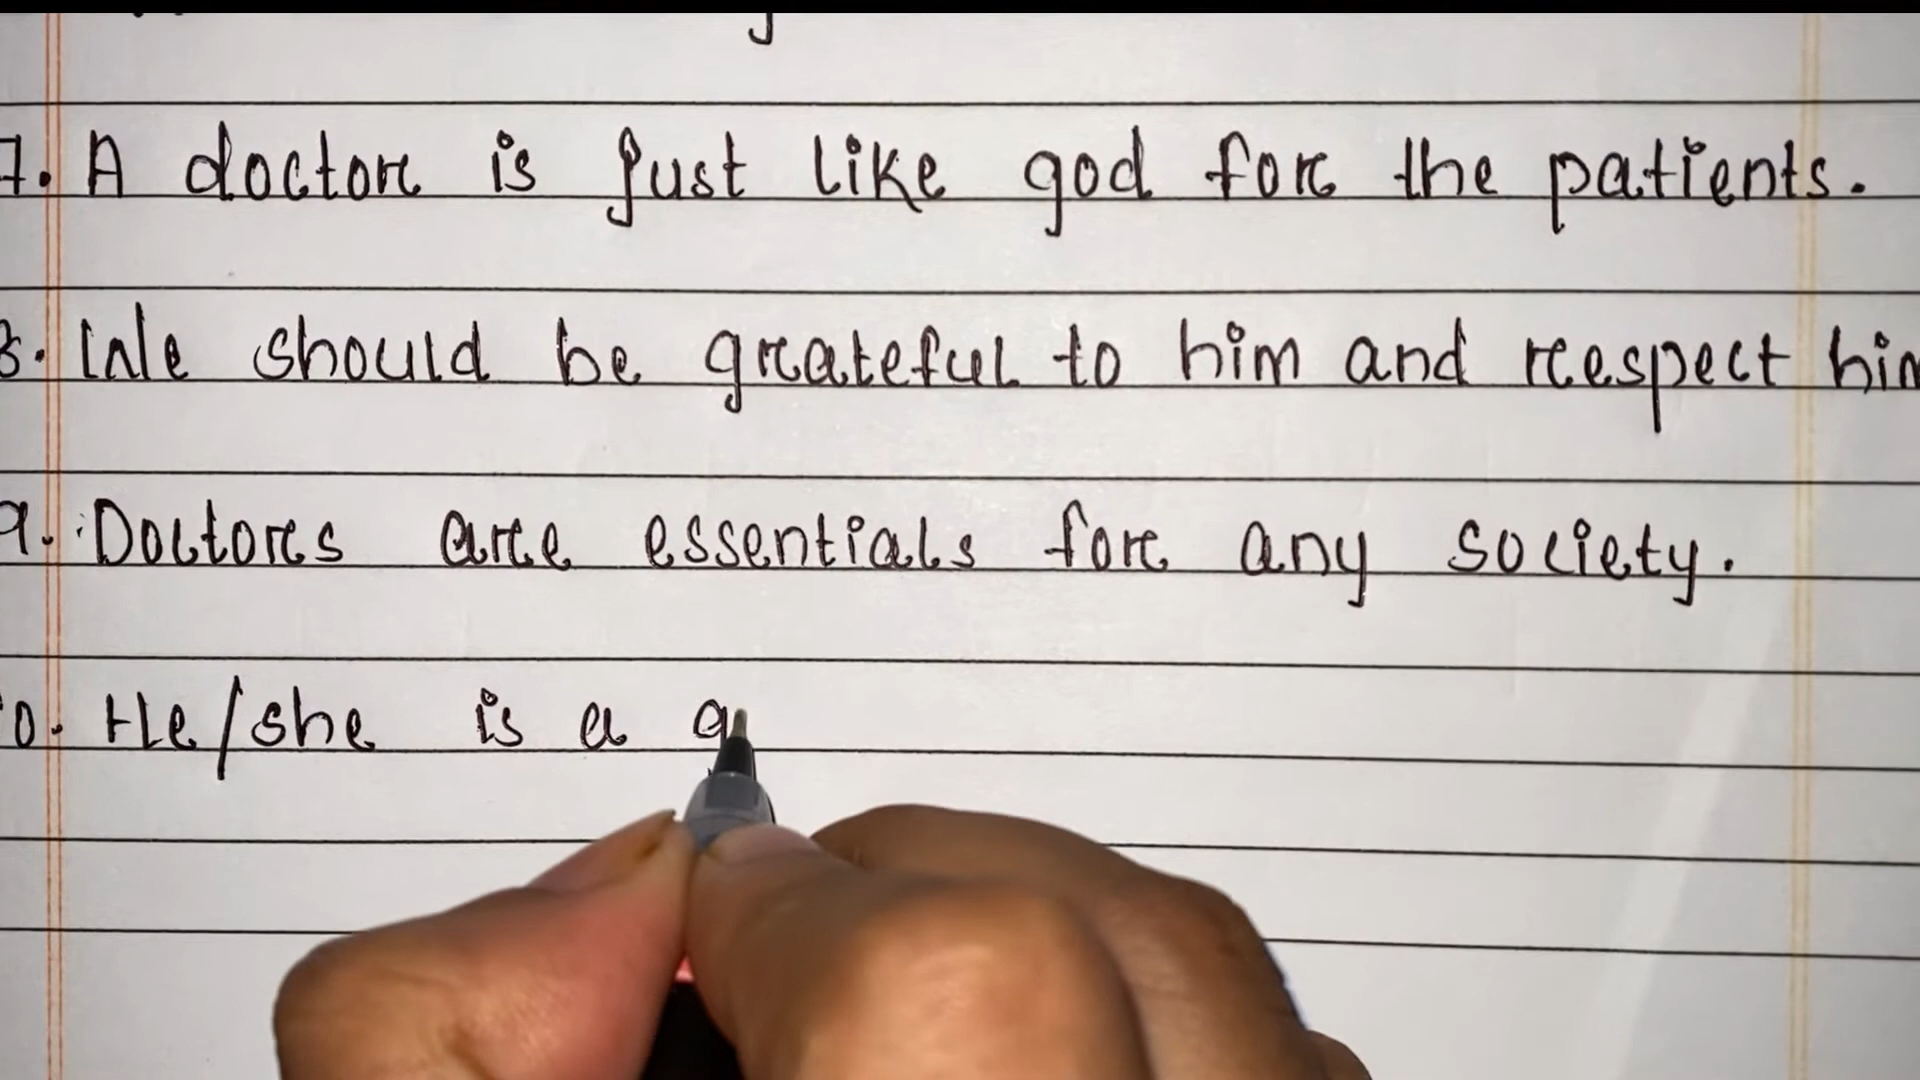 7. A doctor is just like god for the patients.
8. We should be grateful to him and respect him
9. Doctors are essentials for any society.
10. He/she is a